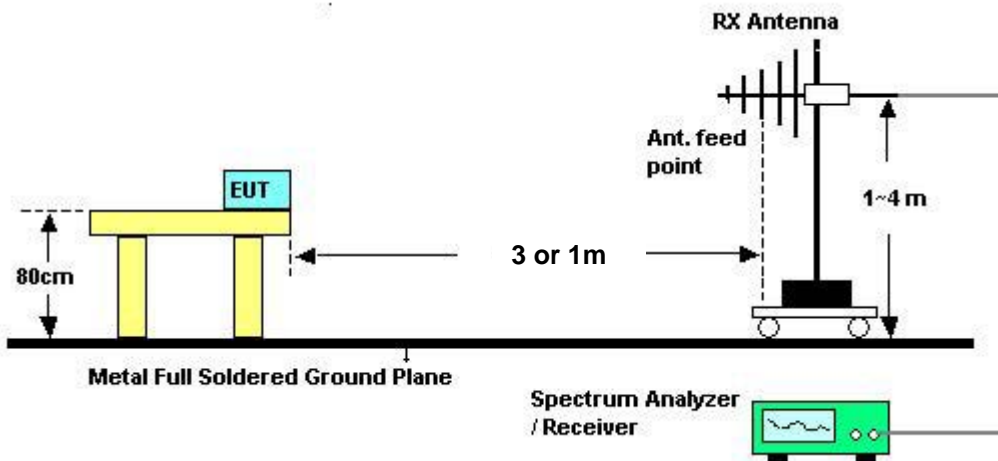 RX Antenna
Ant. feed
point
EUT
1~4 m
3 or 1m
80cm
Metal Full Soldered Ground Plane
Spectrum Analyzer
/ Receiver